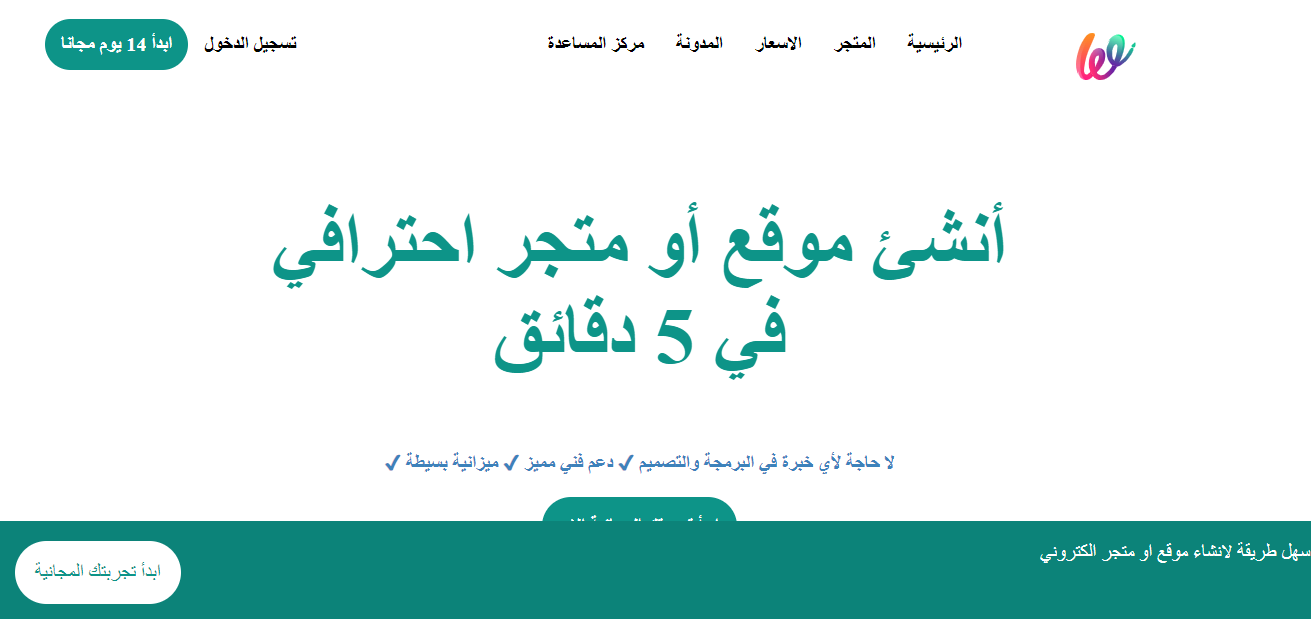 الرئيسية المتجر الاسعار المدونة مركز المساعدة تسجيل الدخول ابدأ 14 يوم مجانا
أنشئ موقع أو متجر احترافي
في 5 دقائق
لا حاجة لأي خبرة في البرمجة والتصميم ✔ دعم فني مميز ✔ ميزانية بسيطة ✔
سهل طريقة لانشاء موقع او متجر الكتروني
ابدأ تجربتك المجانية